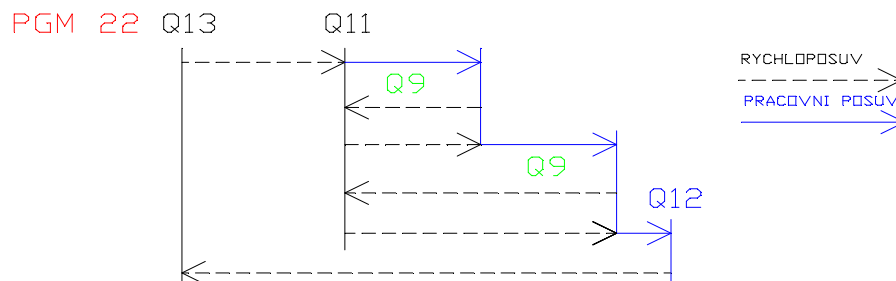 PGM 22 Q13 Q11
RYCHLOPOSUV
Q9
PRACOVNI POSUV
Q9
Q12